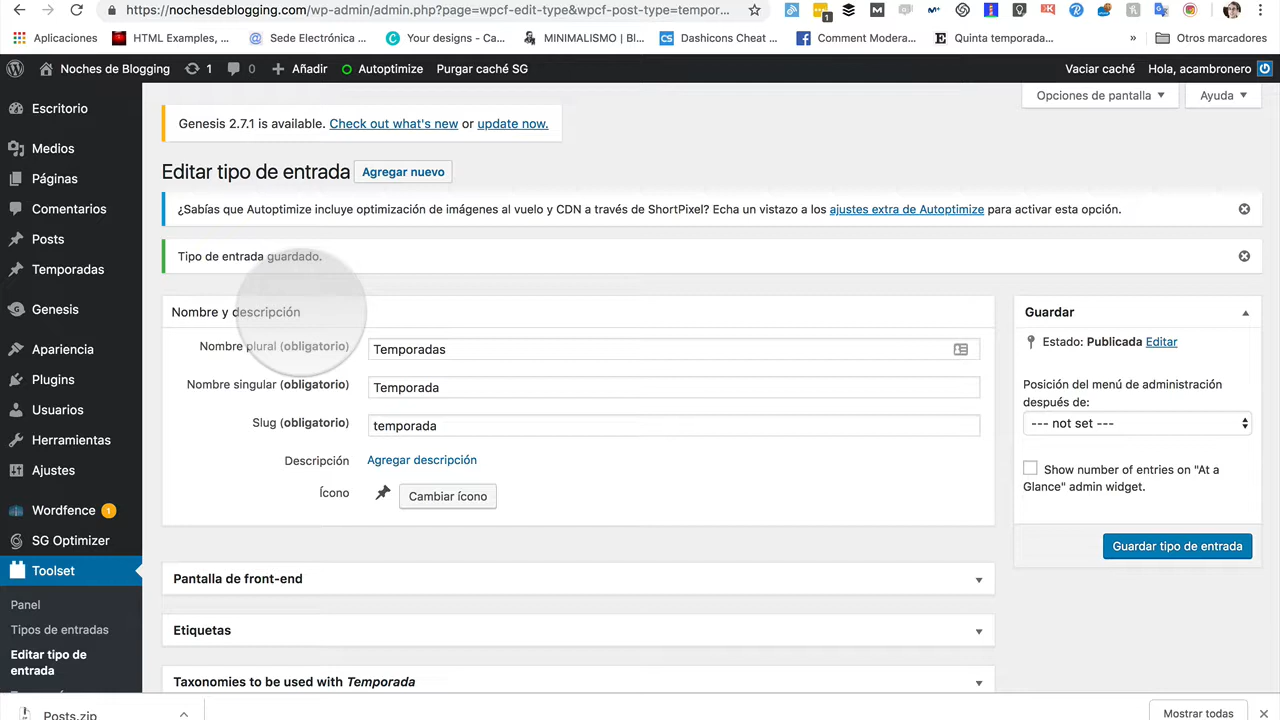 https://nochesdeblogging.com/wp-admin/admin.php?page=wpcf-edit-type&wpcf-post-type=tempor...
Aplicaciones
HTML Examples, ...
Sede Electrónica ...
Your designs - Ca...
MINIMALISMO | Bl...
Dashicons Cheat ...
Comment Modera...
Quinta temporada...
»
Otros marcadores
Noches de Blogging
1
0
Añadir
Autoptimize
Purgar caché SG
Vaciar caché
Hola, acambronero
Escritorio
Medios
Páginas
Comentarios
Posts
Temporadas
Genesis
Apariencia
Plugins
Usuarios
Herramientas
Ajustes
Wordfence 1
SG Optimizer
Toolset
Panel
Tipos de entradas
Editar tipo de
entrada
Opciones de pantalla
Ayuda
Genesis 2.7.1 is available. Check out what's new or update now.
Editar tipo de entrada
Agregar nuevo
¿Sabías que Autoptimize incluye optimización de imágenes al vuelo y CDN a través de ShortPixel? Echa un vistazo a los ajustes extra de Autoptimize para activar esta opción.
Tipo de entrada guardado.
Nombre y descripción
Nombre plural (obligatorio)
Temporadas
Nombre singular (obligatorio)
Temporada
Slug (obligatorio)
temporada
Descripción
Agregar descripción
Ícono
Cambiar ícono
Pantalla de front-end
Etiquetas
Taxonomies to be used with Temporada
Guardar
Estado: Publicada Editar
Posición del menú de administración
después de:
--- not set ---
Show number of entries on "At a
Glance" admin widget.
Guardar tipo de entrada
Posts.zip
Mostrar todas